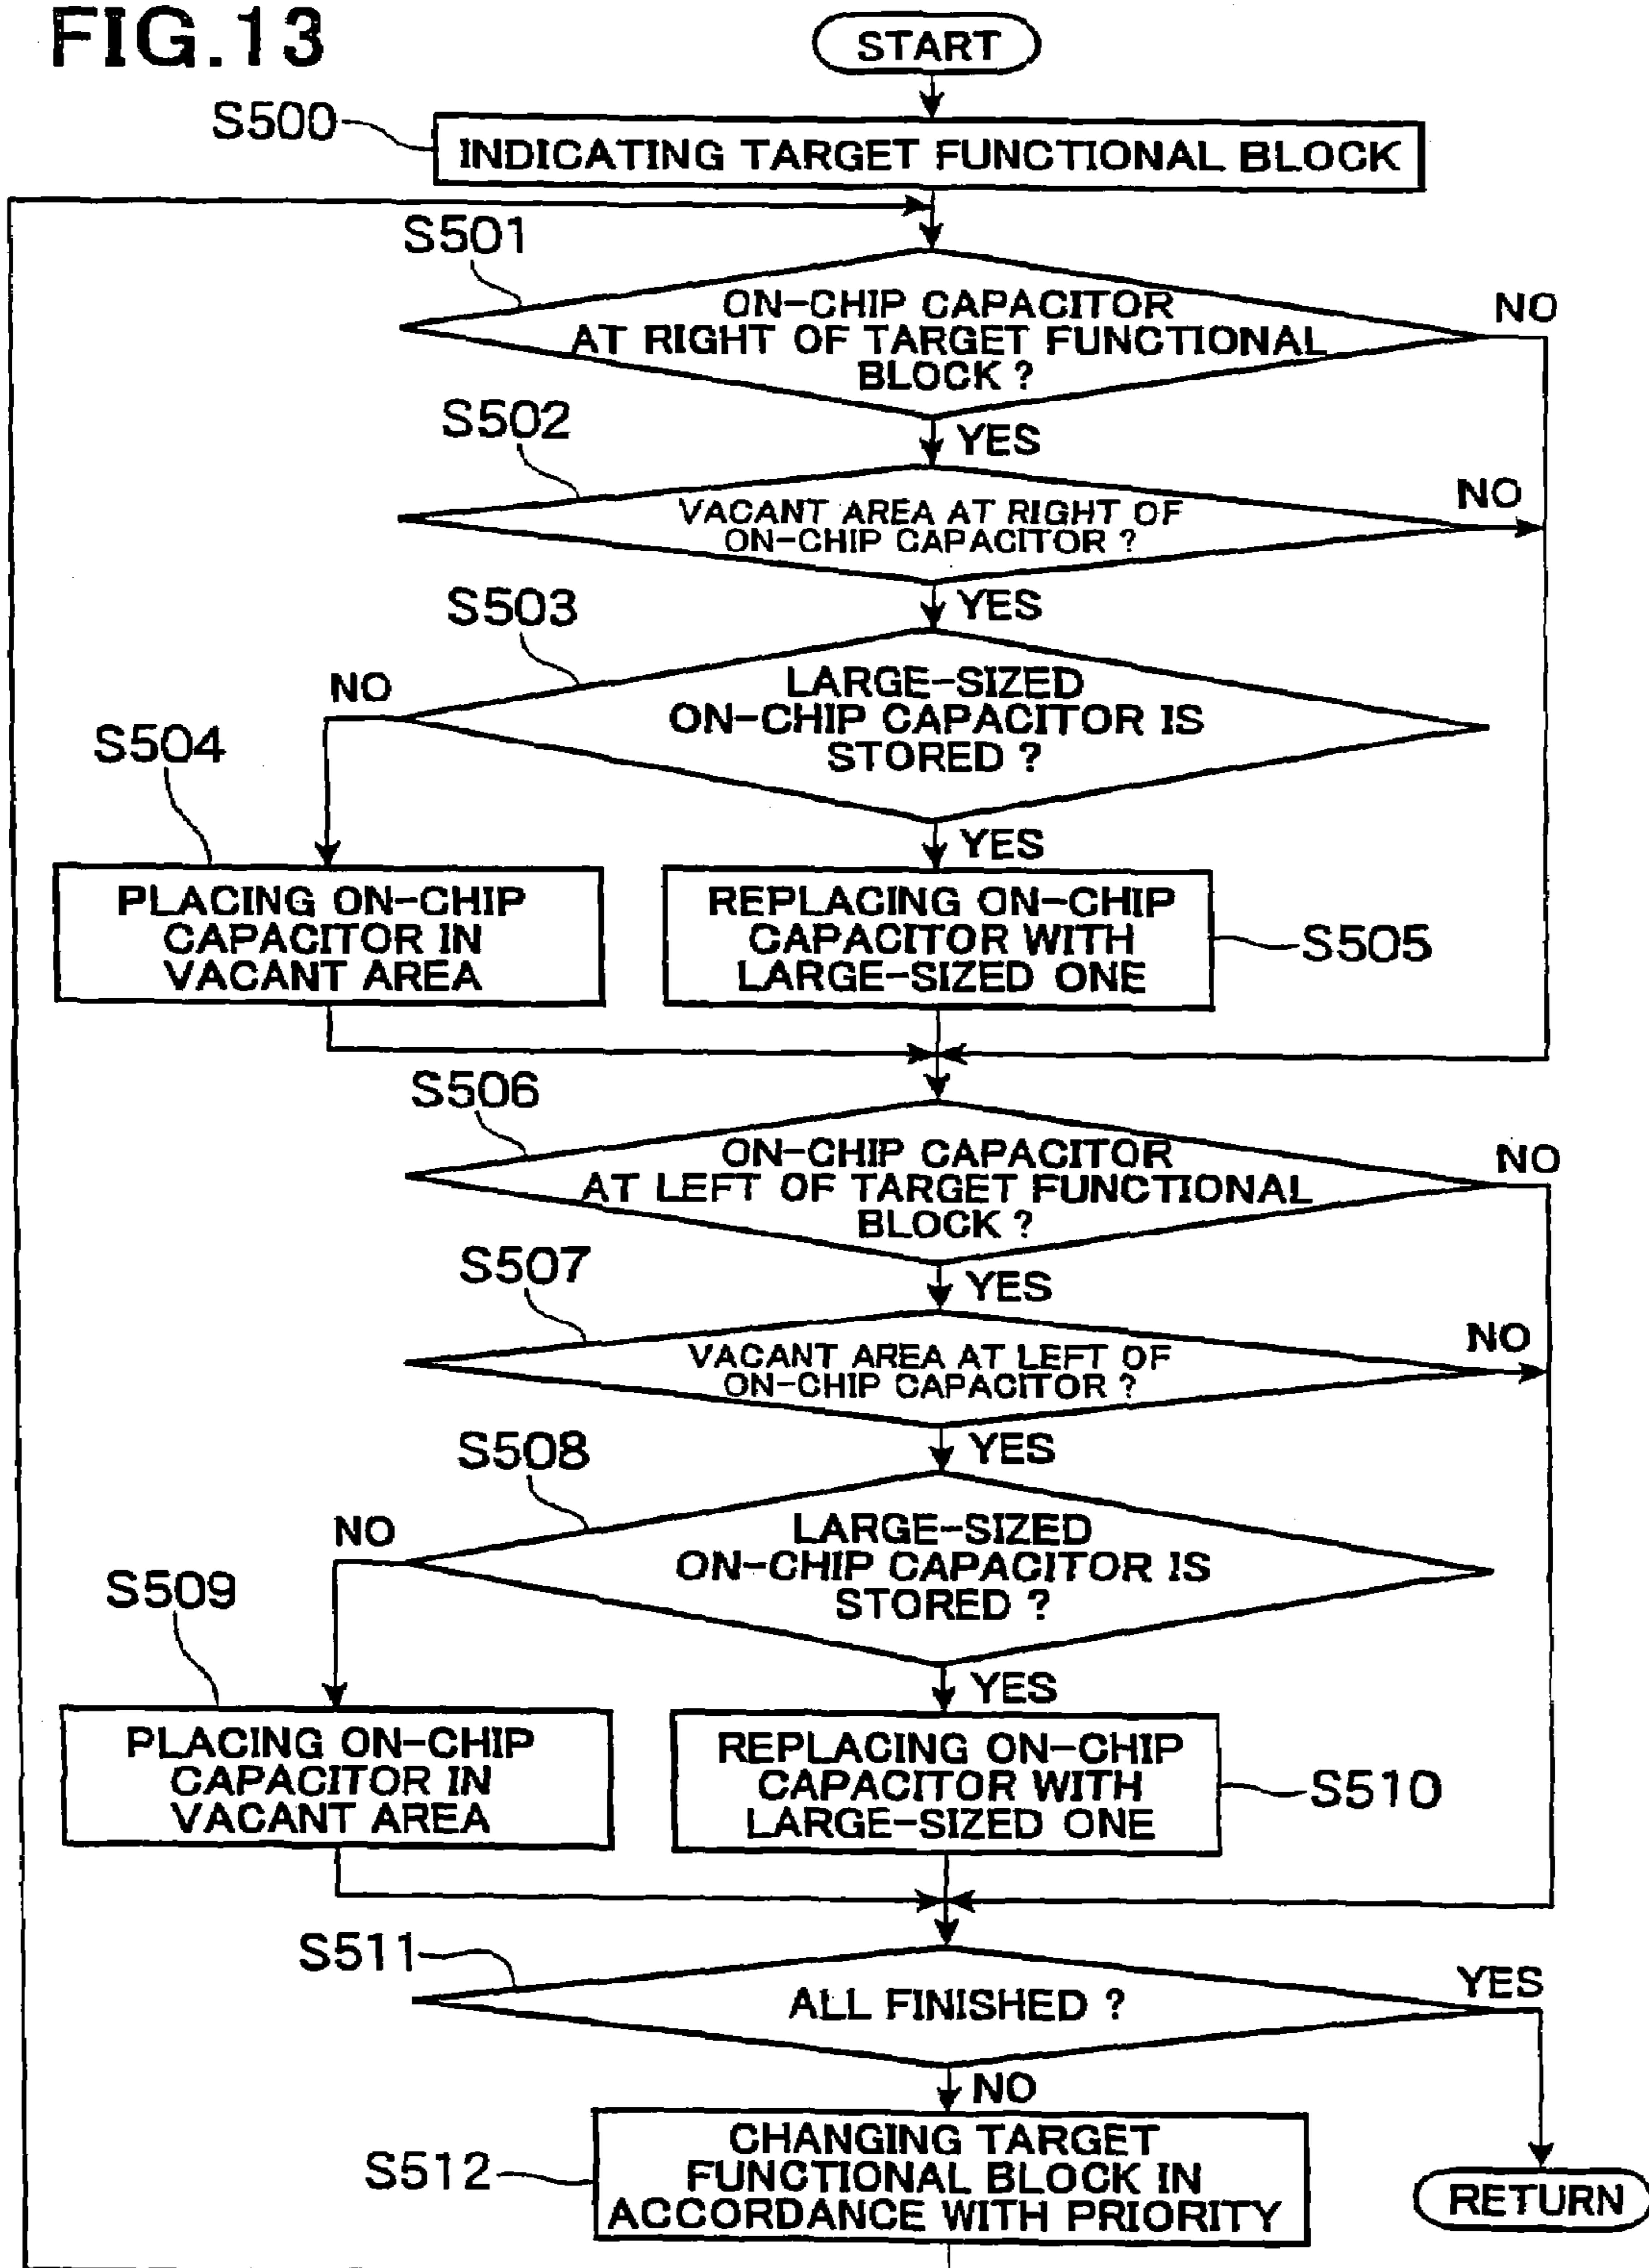 FIG.13
START
S500
INDICATING TARGET FUNCTIONAL BLOCK
S501
ON-CHIP CAPACITOR
AT RIGHT OF TARGET FUNCTIONAL
BLOCK ?
NO
YES
S502
VACANT AREA AT RIGHT OF
ON-CHIP CAPACITOR ?
NO
YES
S503
LARGE-SIZED
ON-CHIP CAPACITOR IS
STORED ?
NO
YES
S504
PLACING ON-CHIP
CAPACITOR IN
VACANT AREA
REPLACING ON-CHIP
CAPACITOR WITH
LARGE-SIZED ONE
S505
S506
ON-CHIP CAPACITOR
AT LEFT OF TARGET FUNCTIONAL
BLOCK ?
NO
YES
S507
VACANT AREA AT LEFT OF
ON-CHIP CAPACITOR ?
NO
YES
S508
LARGE-SIZED
ON-CHIP CAPACITOR IS
STORED ?
NO
YES
S509
PLACING ON-CHIP
CAPACITOR IN
VACANT AREA
REPLACING ON-CHIP
CAPACITOR WITH
LARGE-SIZED ONE
S510
S511
ALL FINISHED ?
YES
NO
S512
CHANGING TARGET
FUNCTIONAL BLOCK IN
ACCORDANCE WITH PRIORITY
RETURN